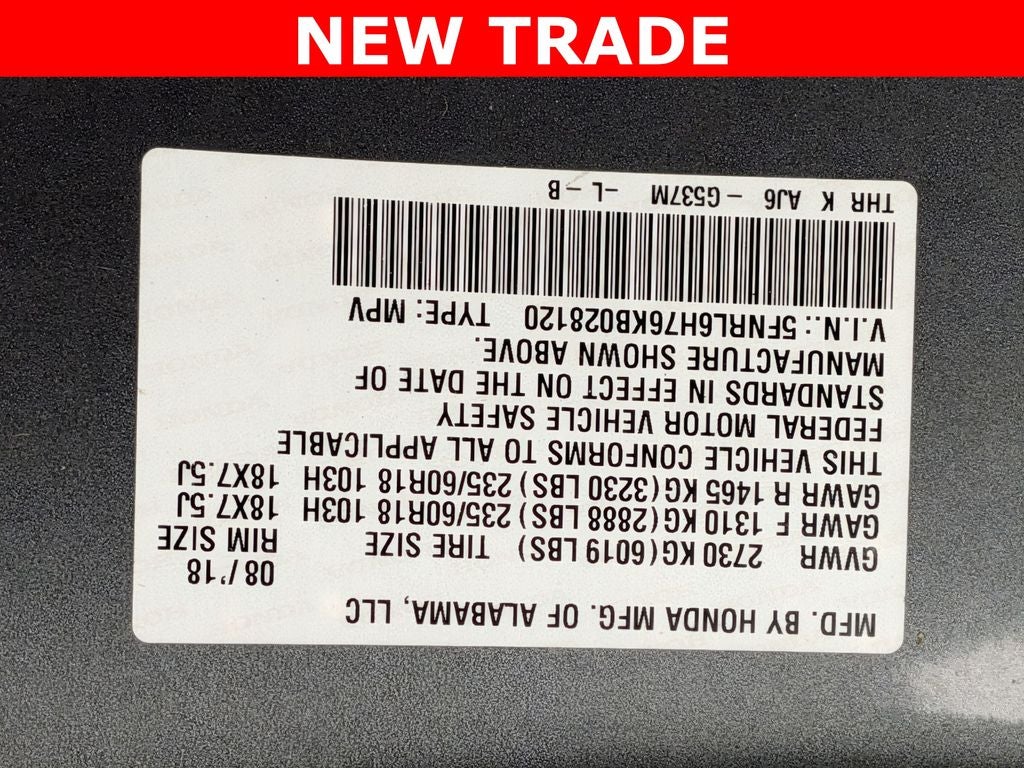 NEW TRADE
MFD. BY HONDA MFG. OF ALABAMA, LLC
08/'18
GVWR 2730 KG (6019 LBS) TIRE SIZE RIM SIZE
GAWR F 1310 KG (2888 LBS) 235/60R18 103H 18X7.5J
GAWR R 1465 KG (3230 LBS) 235/60R18 103H 18X7.5J
THIS VEHICLE CONFORMS TO ALL APPLICABLE
FEDERAL MOTOR VEHICLE SAFETY
STANDARDS IN EFFECT ON THE DATE OF
MANUFACTURE SHOWN ABOVE.
V.I.N.: 5FNRL6H76KB028120 TYPE: MPV
THR K AJ6 -G537M -L-B